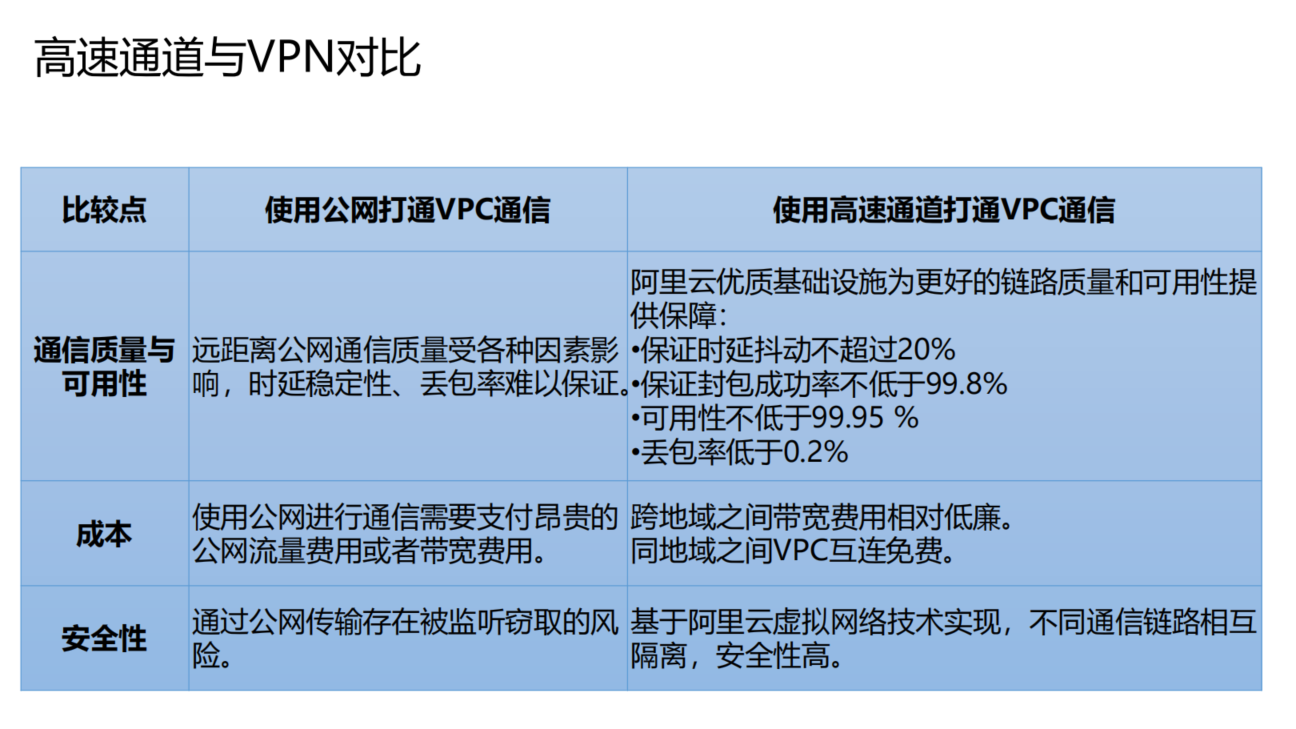 高速通道与VPN对比
比较点
使用公网打通VPC通信
使用高速通道打通VPC通信
通信质量与
可用性
远距离公网通信质量受各种因素影
响，时延稳定性、丢包率难以保证。
阿里云优质基础设施为更好的链路质量和可用性提
供保障：
•保证时延抖动不超过20%
•保证封包成功率不低于99.8%
•可用性不低于99.95 %
•丢包率低于0.2%
成本
使用公网进行通信需要支付昂贵的
公网流量费用或者带宽费用。
跨地域之间带宽费用相对低廉。
同地域之间VPC互连免费。
安全性
通过公网传输存在被监听窃取的风
险。
基于阿里云虚拟网络技术实现，不同通信链路相互
隔离，安全性高。